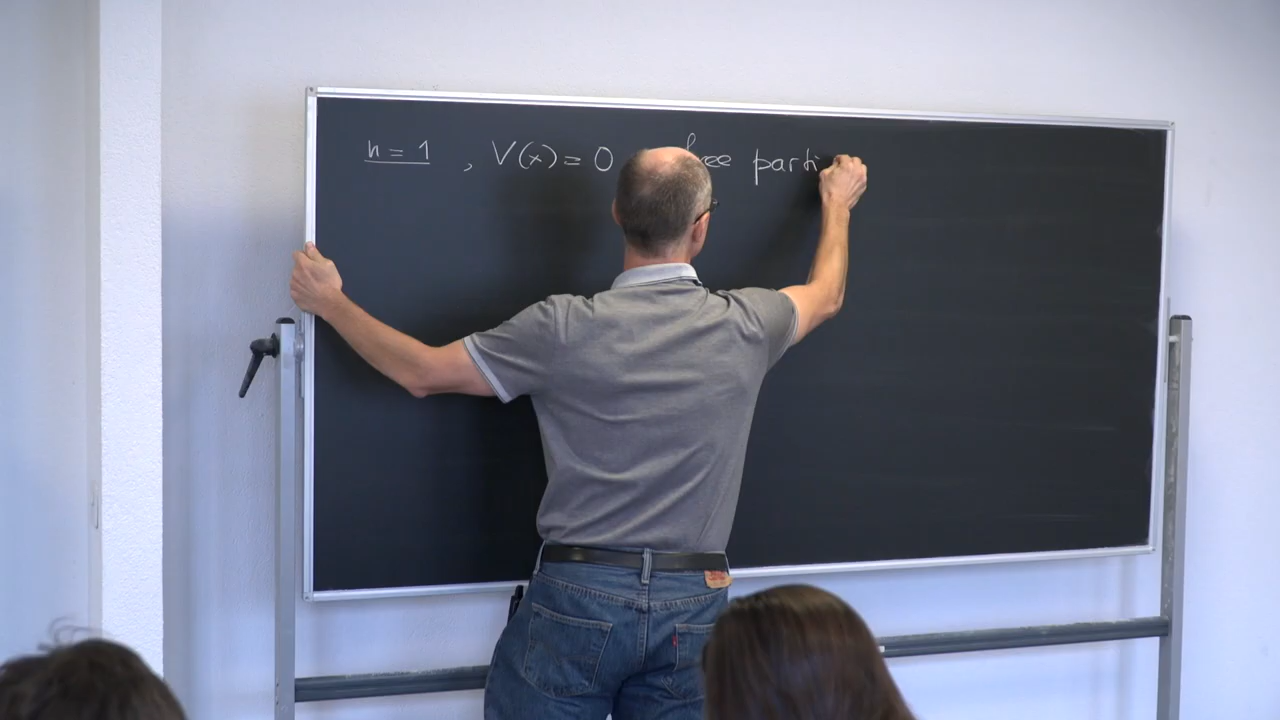 n = 1 , V(x) = 0 free parti